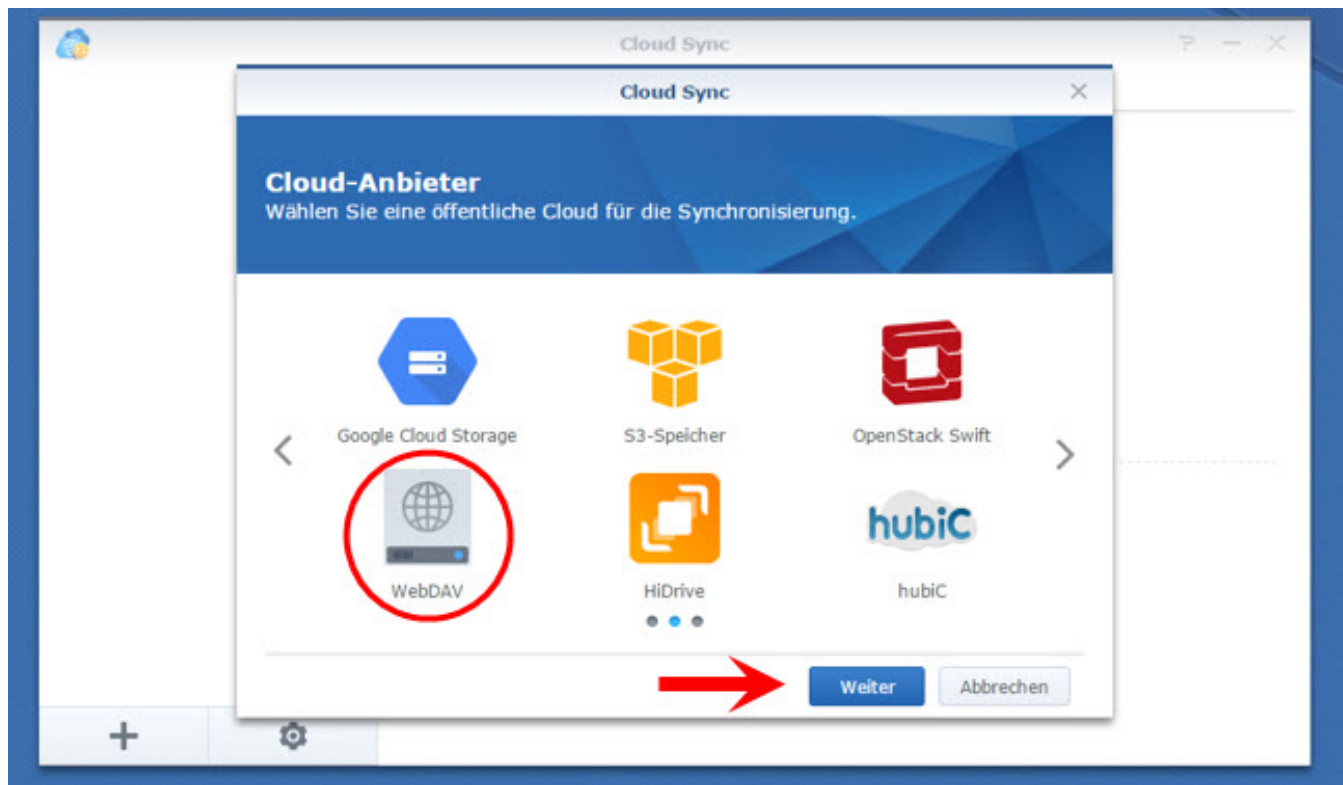 Cloud Sync
Cloud Sync
Cloud-Anbieter
Wählen Sie eine öffentliche Cloud für die Synchronisierung.
Google Cloud Storage
S3-Speicher
OpenStack Swift
hubiC
WebDAV
HiDrive
hubiC
Weiter
Abbrechen